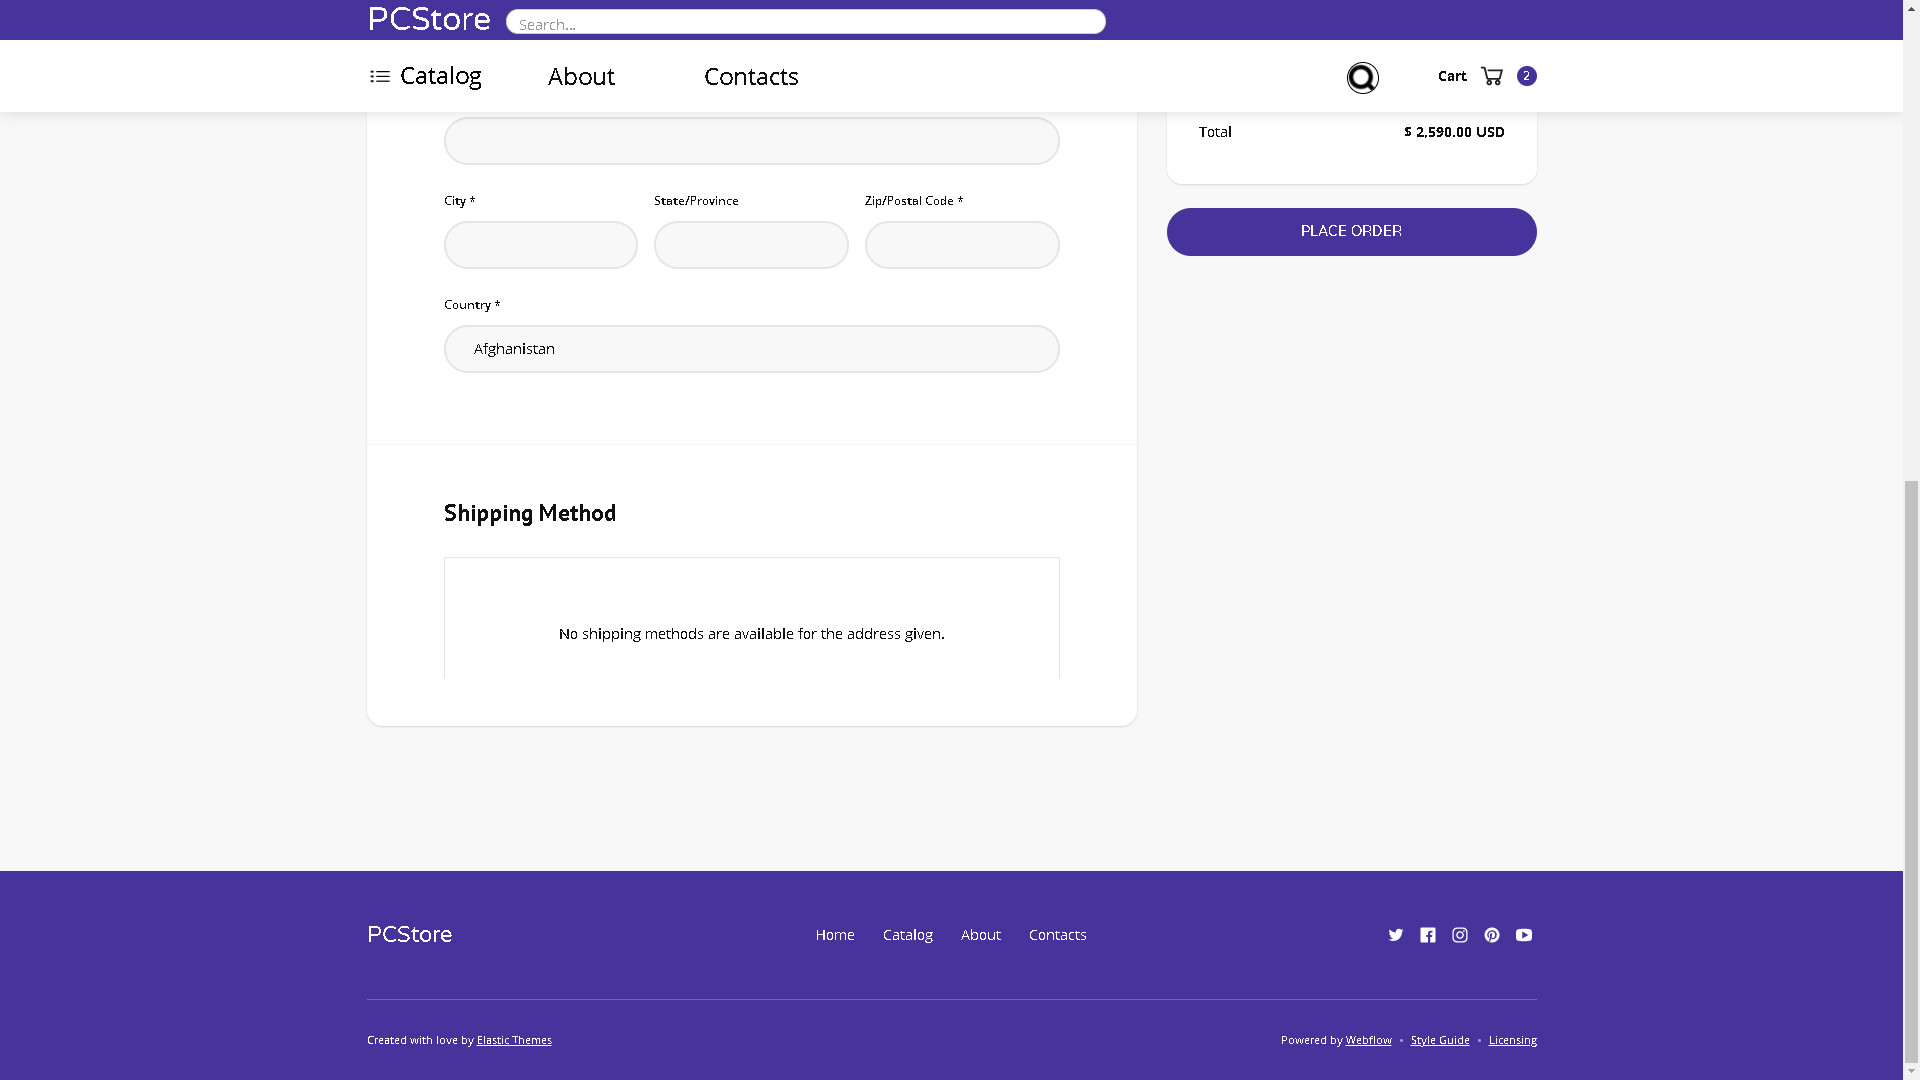 PCStore
Search...
Catalog
About
Contacts
Cart
2
Total
$ 2,590.00 USD
City *
State/Province
Zip/Postal Code *
PLACE ORDER
Country *
Afghanistan
Shipping Method
No shipping methods are available for the address given.
PCStore
Home
Catalog
About
Contacts
Created with love by Elastic Themes
Powered by Webflow • Style Guide • Licensing